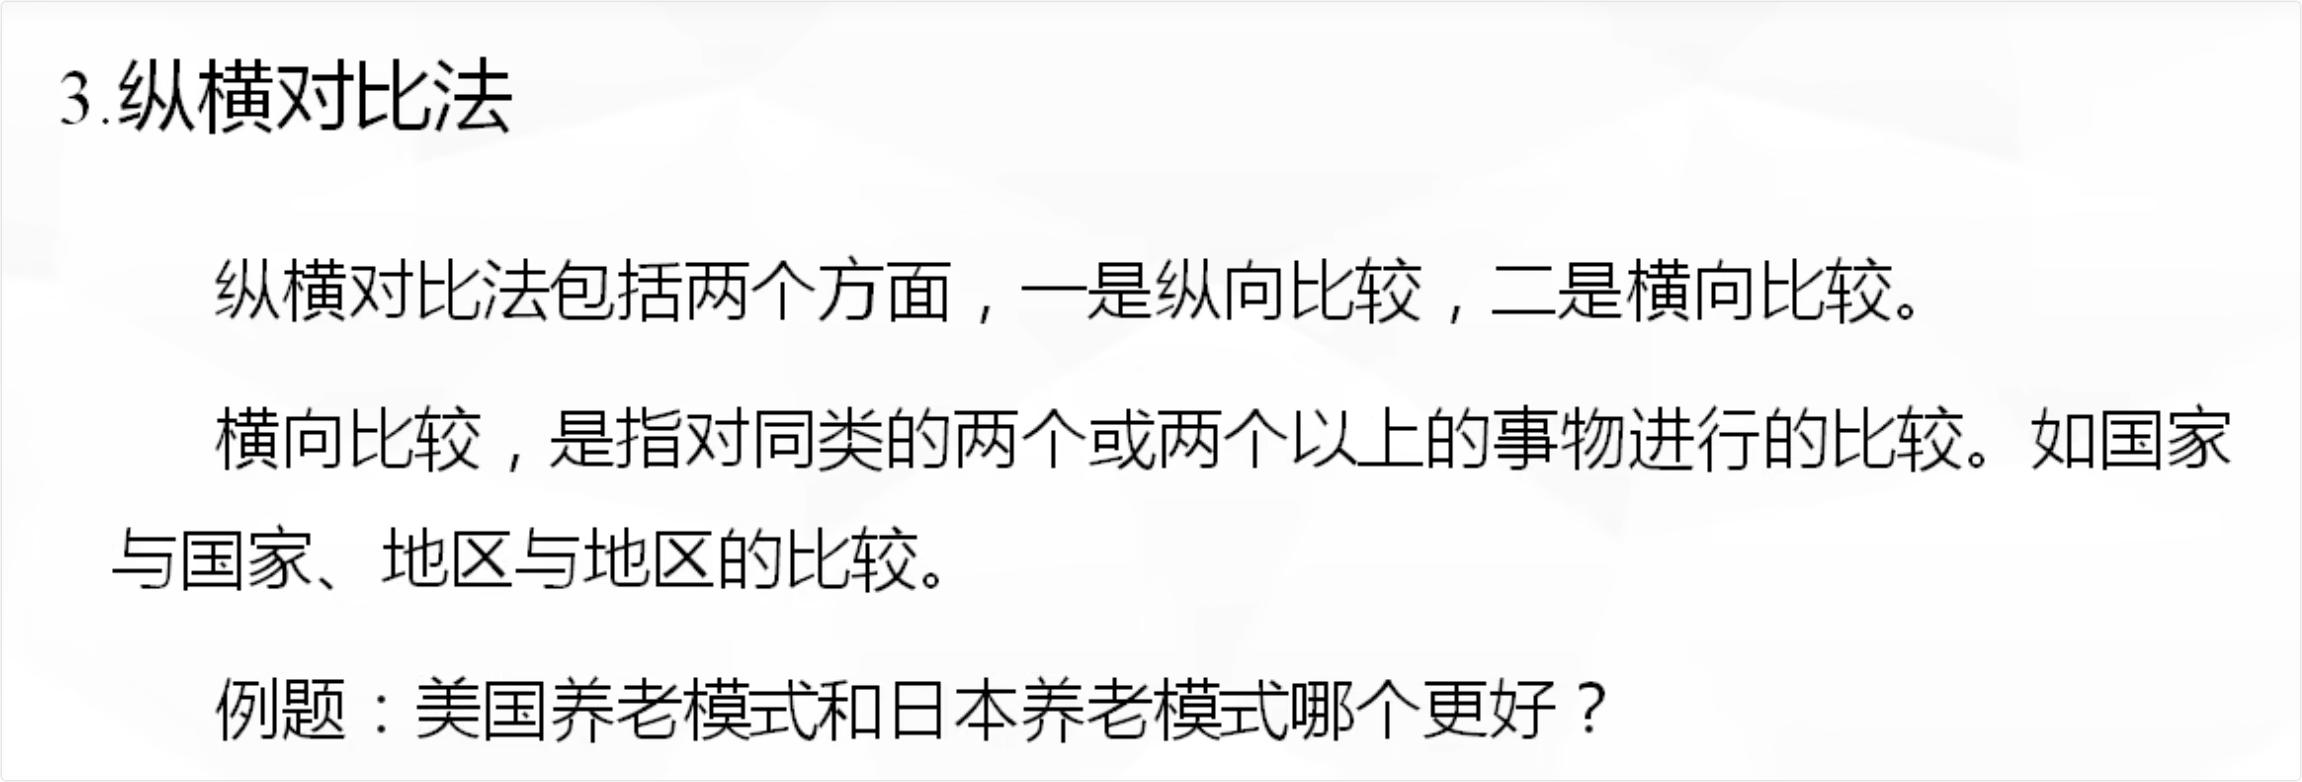 3.纵横对比法
纵横对比法包括两个方面，一是纵向比较，二是横向比较。
横向比较，是指对同类的两个或两个以上的事物进行的比较。如国家
与国家、地区与地区的比较。
例题：美国养老模式和日本养老模式哪个更好？